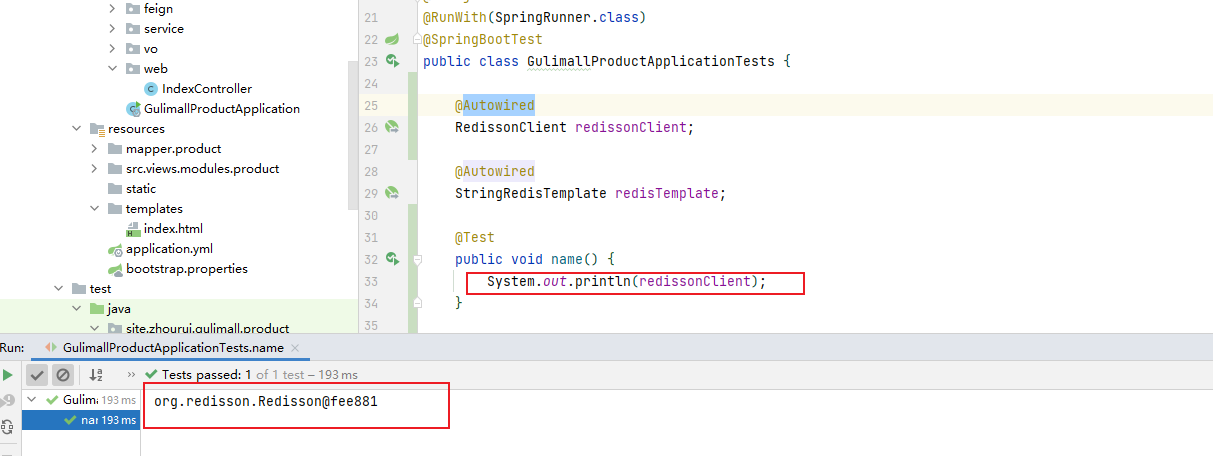 feign
service
vo
web
IndexController
GulimallProductApplication
resources
mapper.product
src.views.modules.product
static
templates
index.html
application.yml
bootstrap.properties
test
java
site.zhourui.gulimall.product
21 @RunWith(SpringRunner.class)
22 @SpringBootTest
23 public class GulimallProductApplicationTests {
24
25 @Autowired
26 RedissonClient redissonClient;
27
28 @Autowired
29 StringRedisTemplate redisTemplate;
30
31 @Test
32 public void name() {
33 System.out.println(redissonClient);
34 }
35
Run: GulimallProductApplicationTests.name ×
» Tests passed: 1 of 1 test – 193 ms
Gulima 193 ms
nar 193 ms
org.redisson.Redisson@fee881